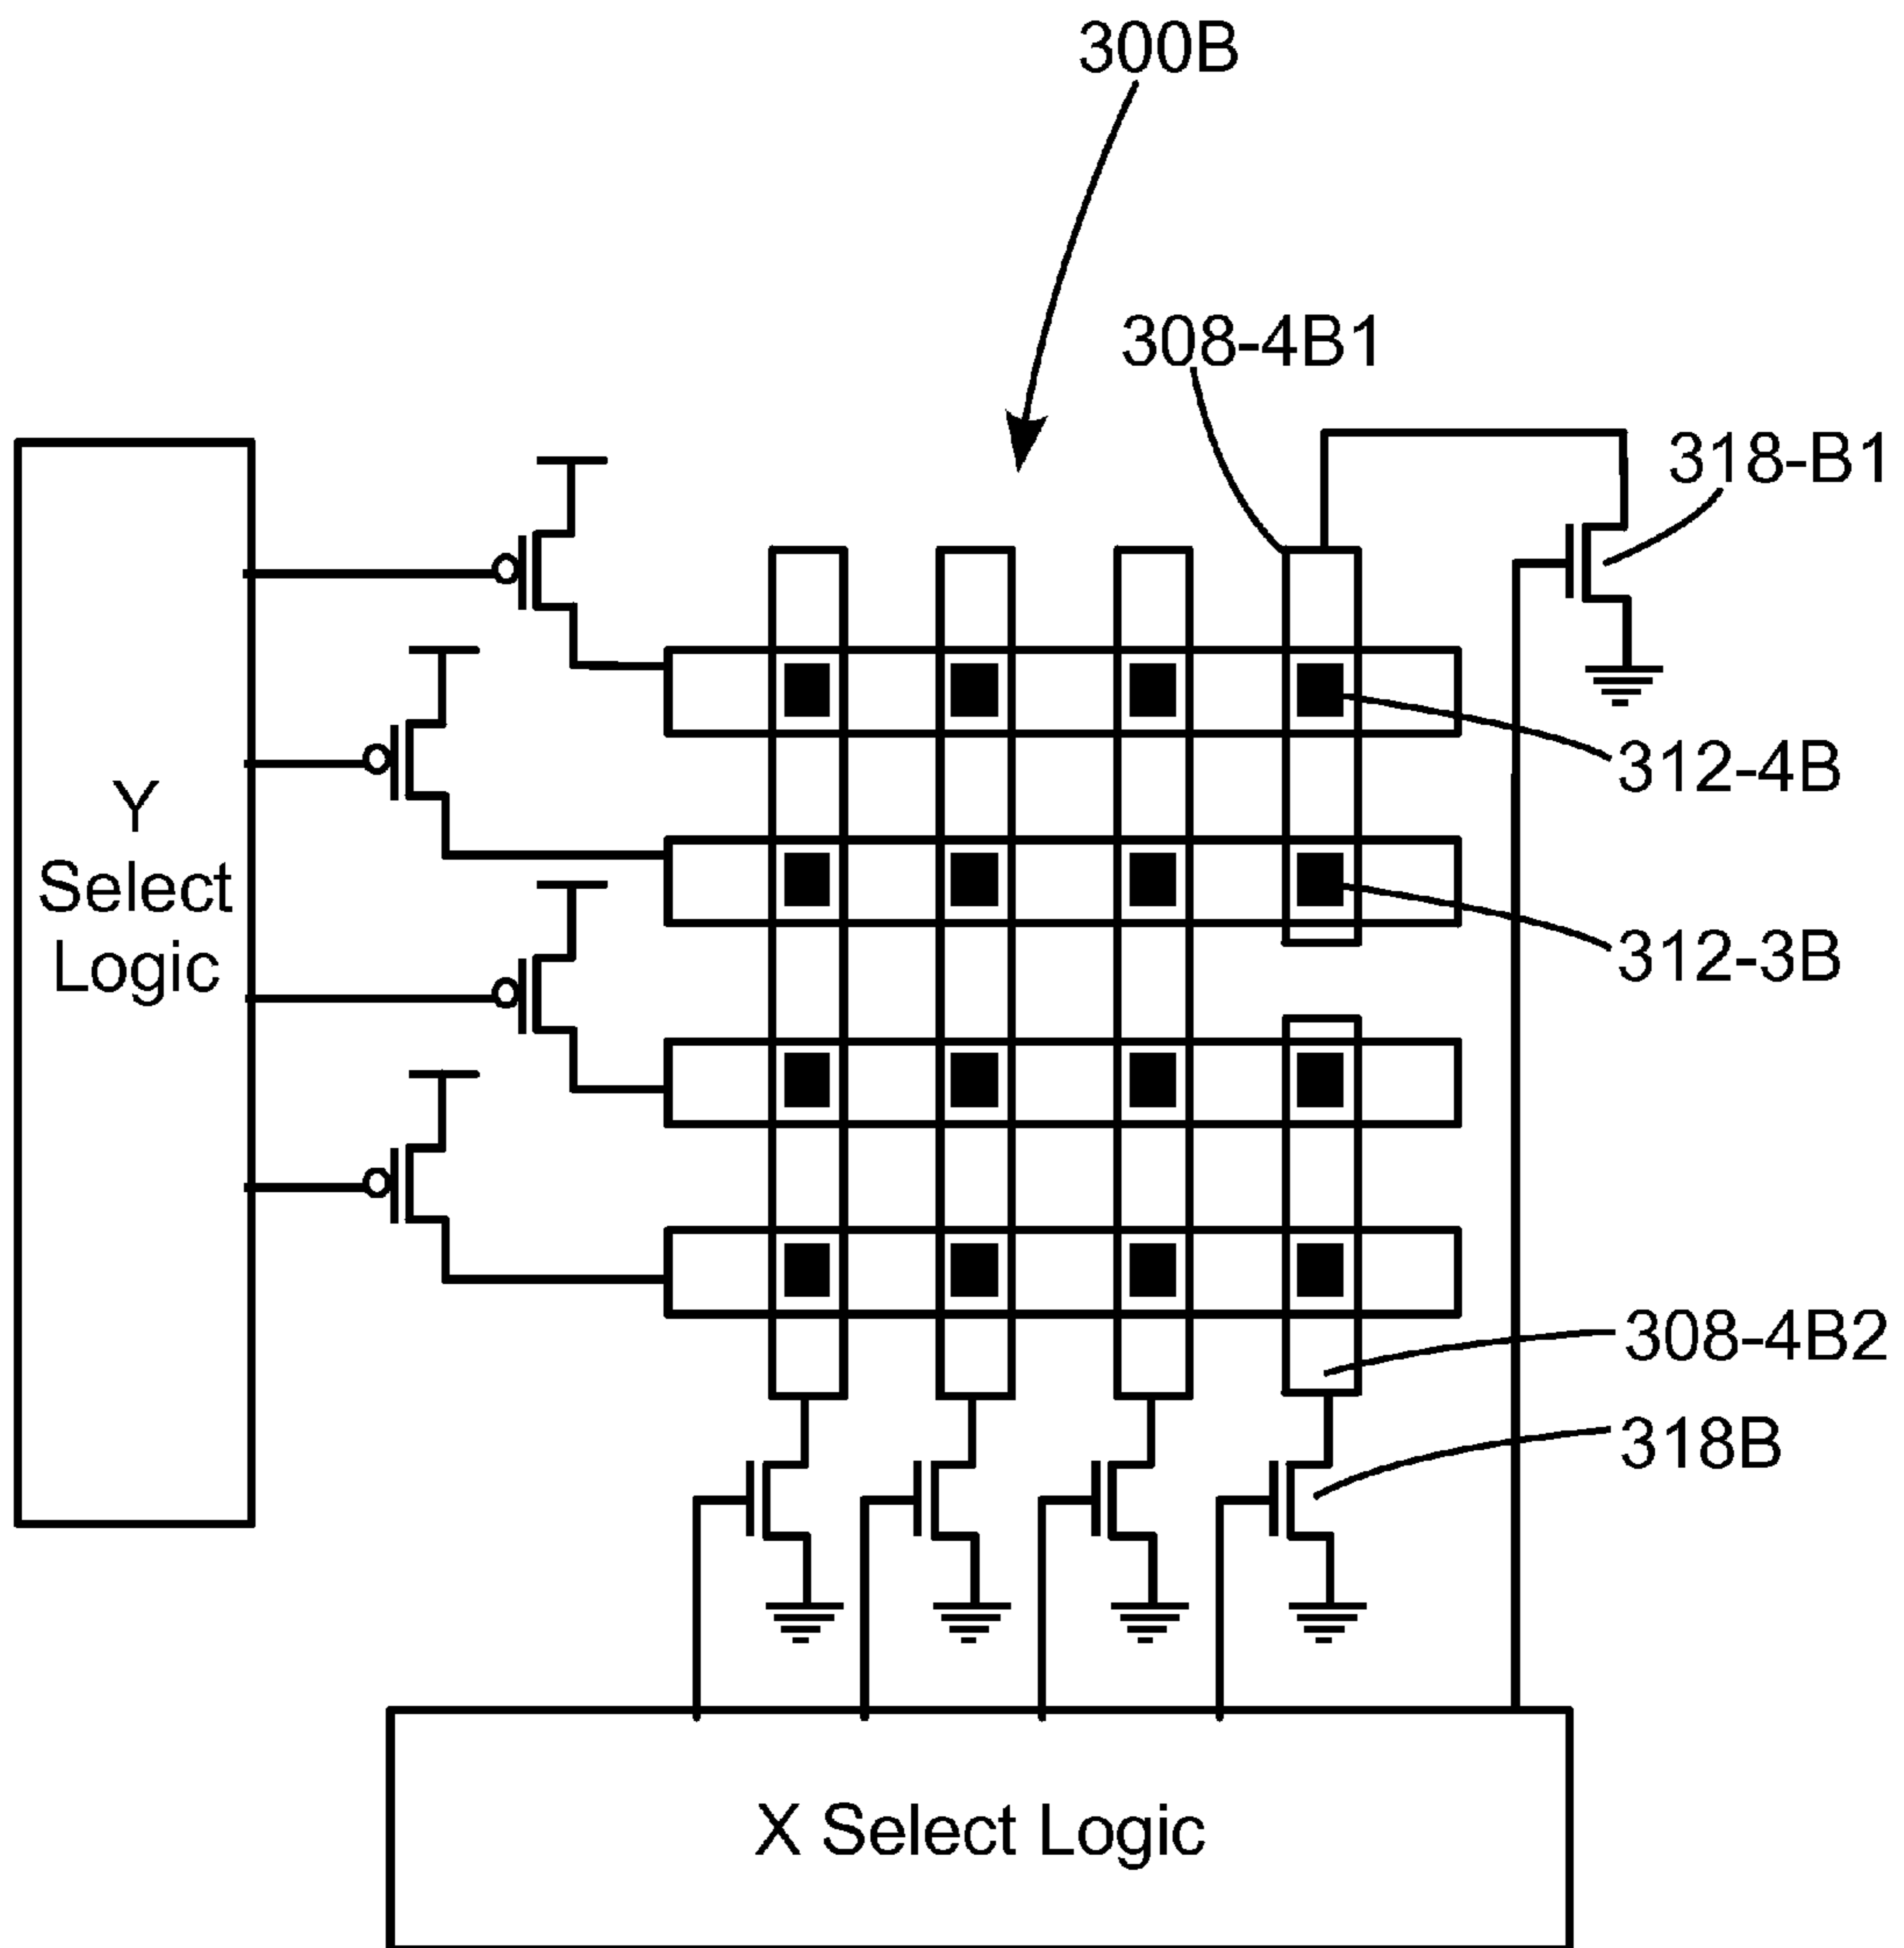 300B
308-4B1
318-B1
312-4B
Y
Select
Logic
312-3B
308-4B2
318B
X Select Logic